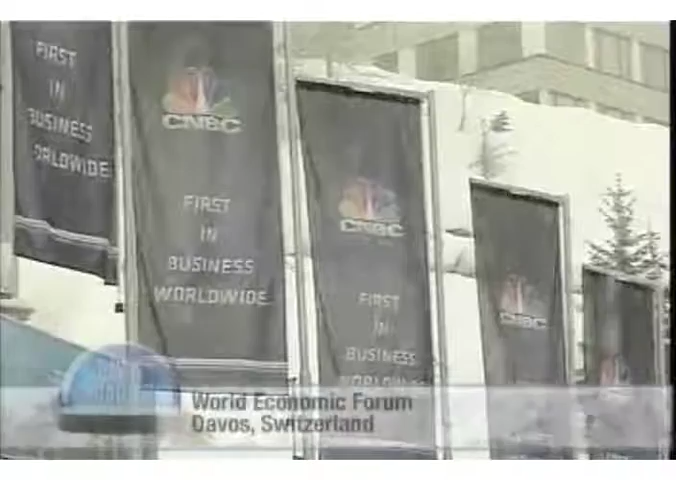 FIRST
IN
BUSINESS
WORLDWIDE
CNBC
FIRST
IN
BUSINESS
WORLDWIDE
CNBC
FIRST
IN
BUSINESS
WORLDWIDE
CNBC
World Economic Forum
Davos, Switzerland